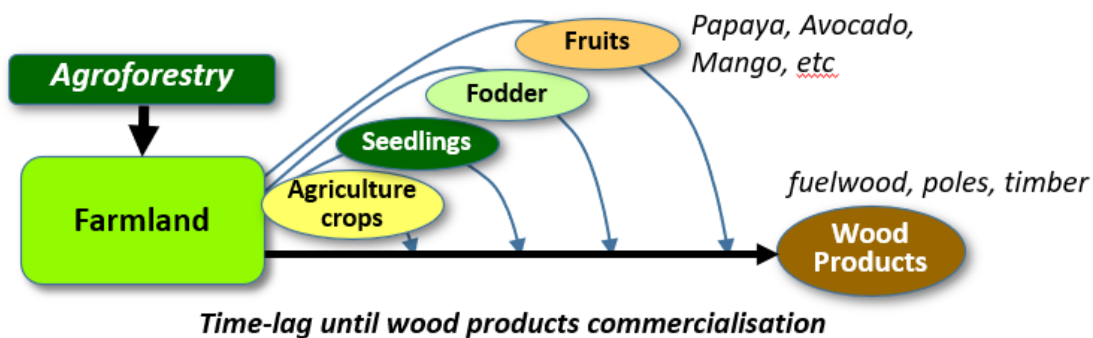 Agroforestry
Farmland
Agriculture
crops
Seedlings
Fodder
Fruits
Papaya, Avocado,
Mango, etc
fuelwood, poles, timber
Wood
Products
Time-lag until wood products commercialisation